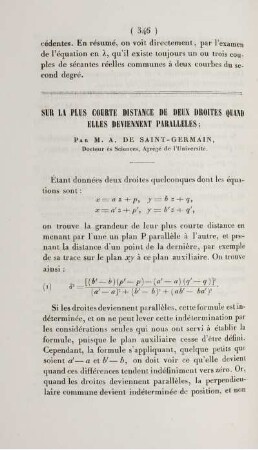 ( 346 )
cédentes. En résumé, on voit directement, par l'examen
de l'équation en λ, qu'il existe toujours un ou trois cou-
ples de sécantes réelles communes à deux courbes du
second degré.
SUR LA PLUS COURTE DISTANCE DE DEUX DROITES QUAND
ELLES DEVIENNENT PARALLÈLES;
PAR M. A. DE SAINT-GERMAIN,
Docteur ès Sciences, Agrégé de l'Université.
Étant données deux droites quelconques dont les équa-
tions sont :
x = a z + p, y = b z + q,
x = a' z + p', y = b' z + q',
on trouve la grandeur de leur plus courte distance en
menant par l'une un plan P parallèle à l'autre, et pre-
nant la distance d'un point de la dernière, par exemple
de sa trace sur le plan xy à ce plan auxiliaire. On trouve
ainsi :
(1) δ² = [(b' − b)(p' − p) − (a' − a)(q' − q)]² / (a' − a)² + (b' − b)² + (ab' − ba')²
Si les droites deviennent parallèles, cette formule est in-
déterminée, et on ne peut lever cette indétermination par
les considérations seules qui nous ont servi à établir la
formule, puisque le plan auxiliaire cesse d'être défini.
Cependant, la formule s'appliquant, quelque petits que
soient a' − a et b' − b, on doit voir ce qu'elle devient
quand ces différences tendent indéfiniment vers zéro. Or,
quand les droites deviennent parallèles, la perpendicu-
laire commune devient indéterminée de position, et non